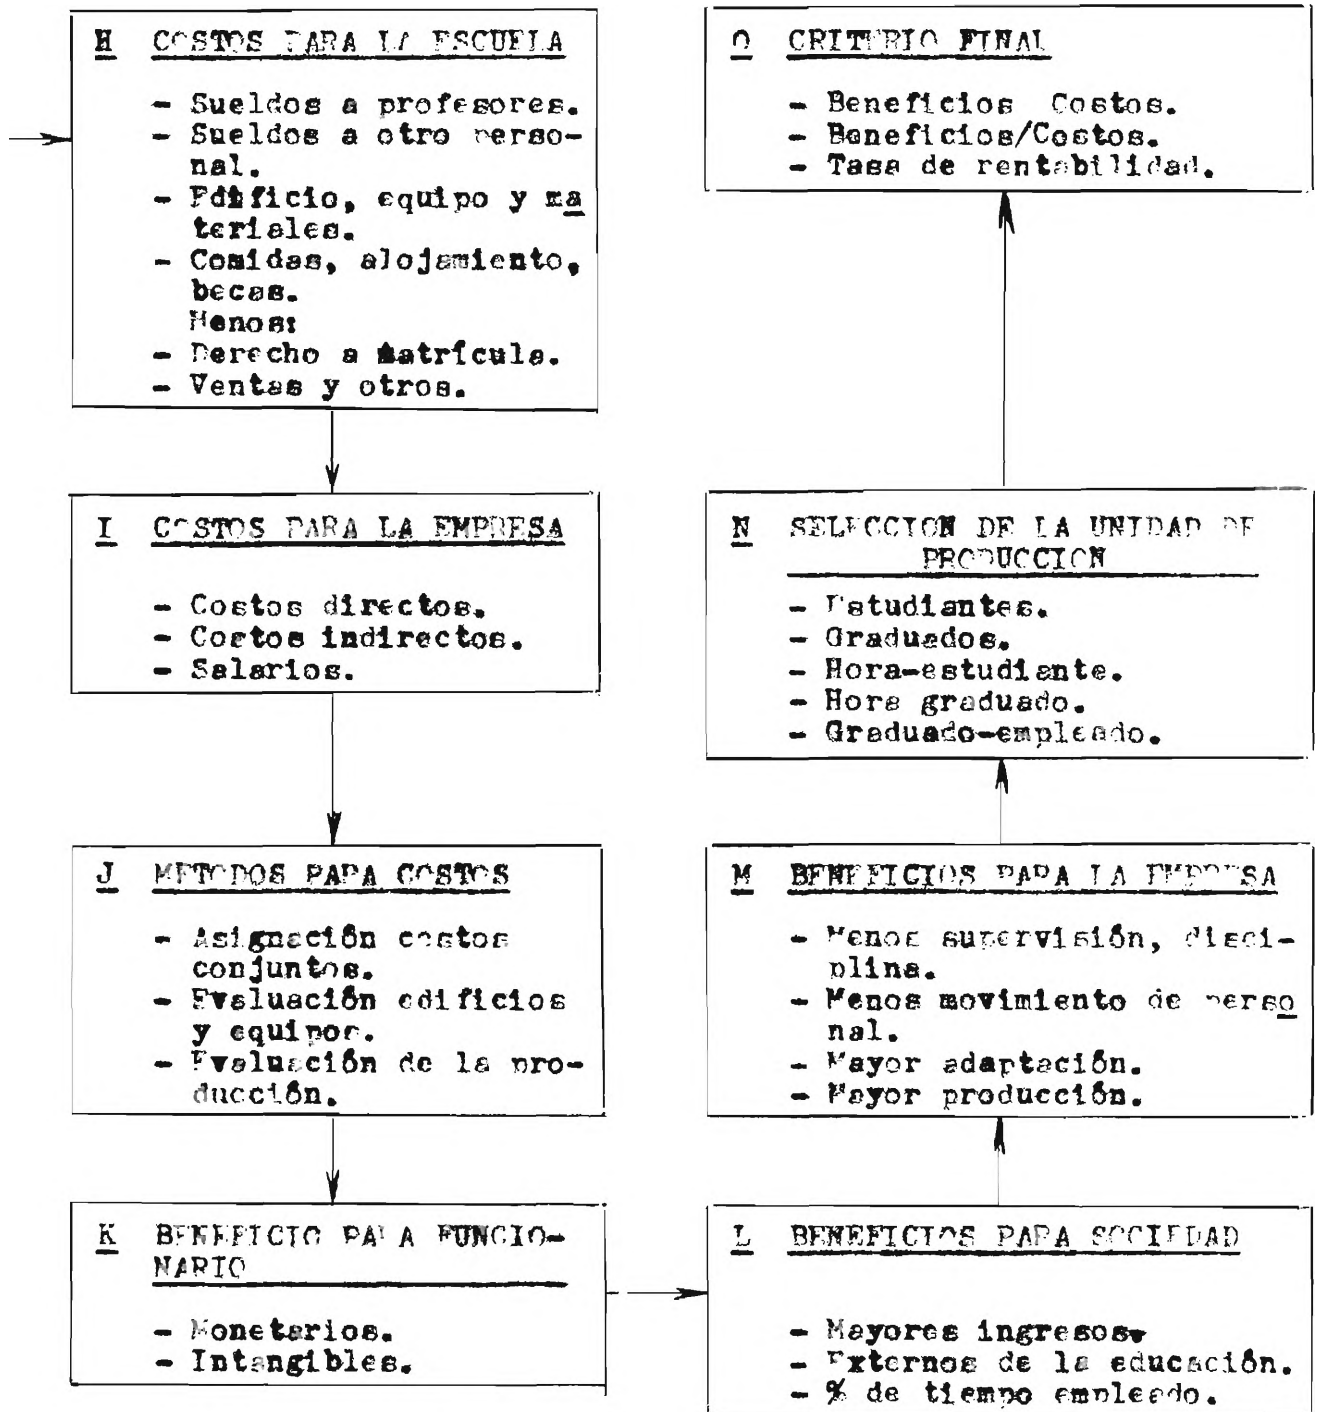 H COSTOS PARA LA ESCUELA
- Sueldos a profesores.
- Sueldos a otro perso-
nal.
- Edificio, equipo y ma
teriales.
- Comidas, alojamiento,
becas.
Menos:
- Derecho a matrícula.
- Ventas y otros.
I COSTOS PARA LA EMPRESA
- Costos directos.
- Costos indirectos.
- Salarios.
J METODOS PARA COSTOS
- Asignación costos
conjuntos.
- Evaluación edificios
y equipos.
- Evaluación de la pro-
ducción.
K BENEFICIO PARA FUNCIO-
NARIO
- Monetarios.
- Intangibles.
L BENEFICIOS PARA SOCIEDAD
- Mayores ingresos.
- Externos de la educación.
- % de tiempo empleado.
M BENEFICIOS PARA LA EMPRESA
- Menos supervisión, disci-
plina.
- Menos movimiento de perso
nal.
- Mayor adaptación.
- Mayor producción.
N SELECCION DE LA UNIDAD DE
PRODUCCION
- Estudiantes.
- Graduados.
- Hora-estudiante.
- Hora graduado.
- Graduado-empleado.
O CRITERIO FINAL
- Beneficios Costos.
- Beneficios/Costos.
- Tasa de rentabilidad.